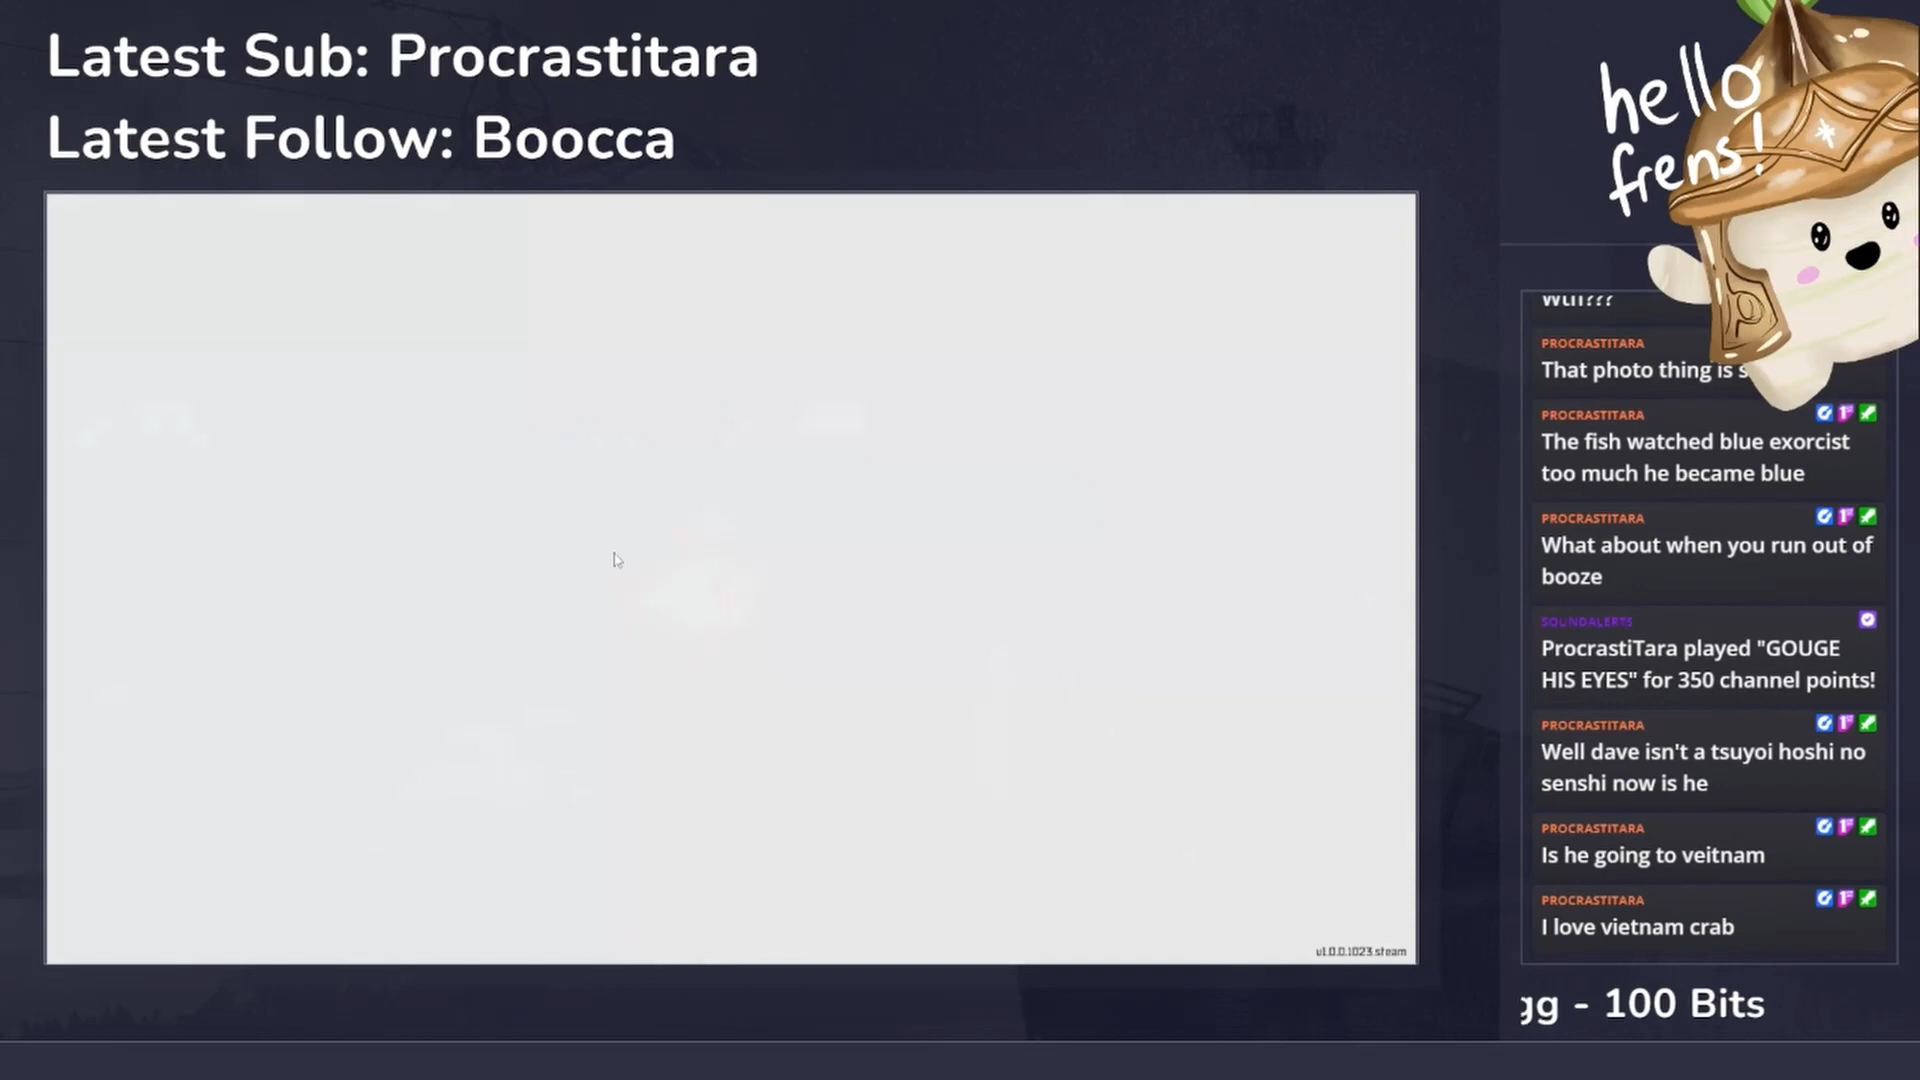 Latest Sub: Procrastitara
Latest Follow: Boocca
hello
frens!
PROCRASTITARA
That photo thing is
PROCRASTITARA
The fish watched blue exorcist
too much he became blue
PROCRASTITARA
What about when you run out of
booze
SOUNDALERTS
ProcrastiTara played "GOUGE
HIS EYES" for 350 channel points!
PROCRASTITARA
Well dave isn't a tsuyoi hoshi no
senshi now is he
PROCRASTITARA
Is he going to veitnam
PROCRASTITARA
I love vietnam crab
v1.0.0.1023.steam
gg - 100 Bits